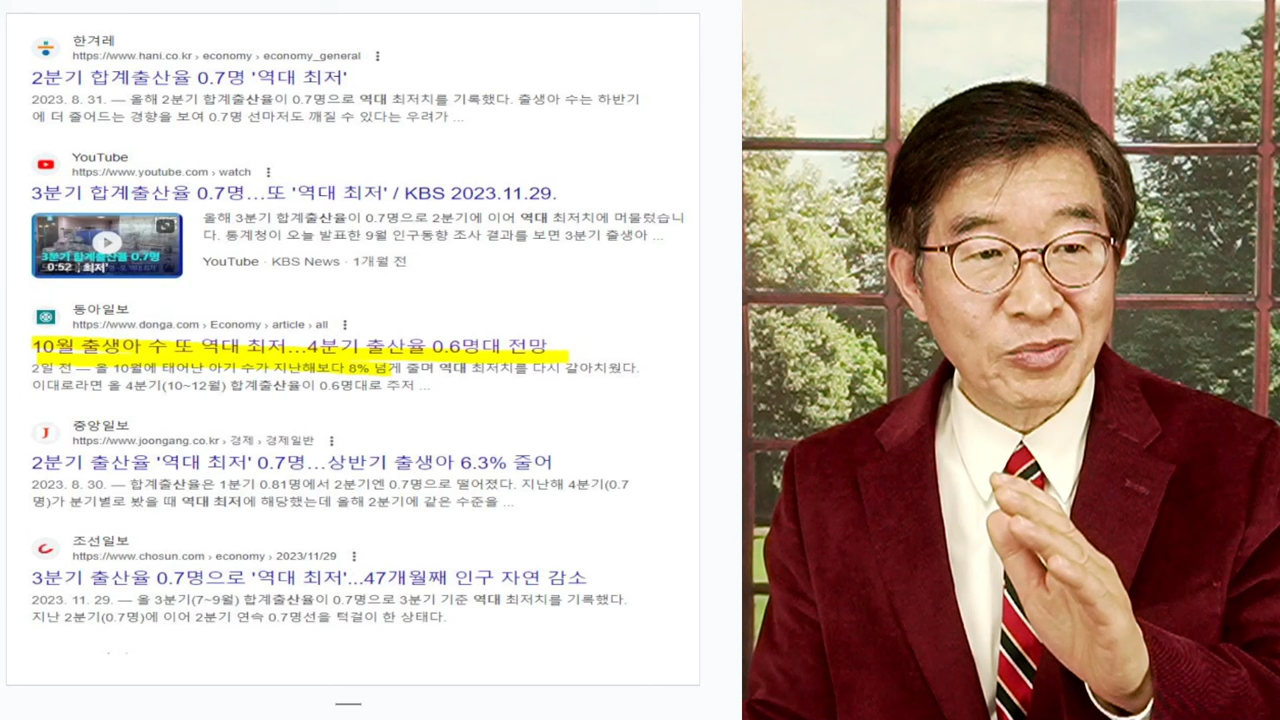 한겨레
https://www.hani.co.kr › economy › economy_general
2분기 합계출산율 0.7명 '역대 최저'
2023. 8. 31. — 올해 2분기 합계출산율이 0.7명으로 역대 최저치를 기록했다. 출생아 수는 하반기
에 더 줄어드는 경향을 보여 0.7명 선마저도 깨질 수 있다는 우려가 ...
YouTube
https://www.youtube.com › watch
3분기 합계출산율 0.7명...또 '역대 최저' / KBS 2023.11.29.
올해 3분기 합계출산율이 0.7명으로 2분기에 이어 역대 최저치에 머물렀습니
다. 통계청이 오늘 발표한 9월 인구동향 조사 결과를 보면 3분기 출생아 ...
3분기 합계출산율 0.7명
0:52
최저'
YouTube · KBS News · 1개월 전
동아일보
https://www.donga.com › Economy › article › all
10월 출생아 수 또 역대 최저...4분기 출산율 0.6명대 전망
2일 전 — 올 10월에 태어난 아기 수가 지난해보다 8% 넘게 줄며 역대 최저치를 다시 갈아치웠다.
이대로라면 올 4분기(10~12월) 합계출산율이 0.6명대로 주저 ...
중앙일보
https://www.joongang.co.kr › 경제 › 경제일반
2분기 출산율 '역대 최저' 0.7명...상반기 출생아 6.3% 줄어
2023. 8. 30. — 합계출산율은 1분기 0.81명에서 2분기엔 0.7명으로 떨어졌다. 지난해 4분기(0.7
명)가 분기별로 봤을 때 역대 최저에 해당했는데 올해 2분기에 같은 수준을 ...
조선일보
https://www.chosun.com › economy › 2023/11/29
3분기 출산율 0.7명으로 '역대 최저'...47개월째 인구 자연 감소
2023. 11. 29. — 올 3분기(7~9월) 합계출산율이 0.7명으로 3분기 기준 역대 최저치를 기록했다.
지난 2분기(0.7명)에 이어 2분기 연속 0.7명선을 턱걸이 한 상태다.